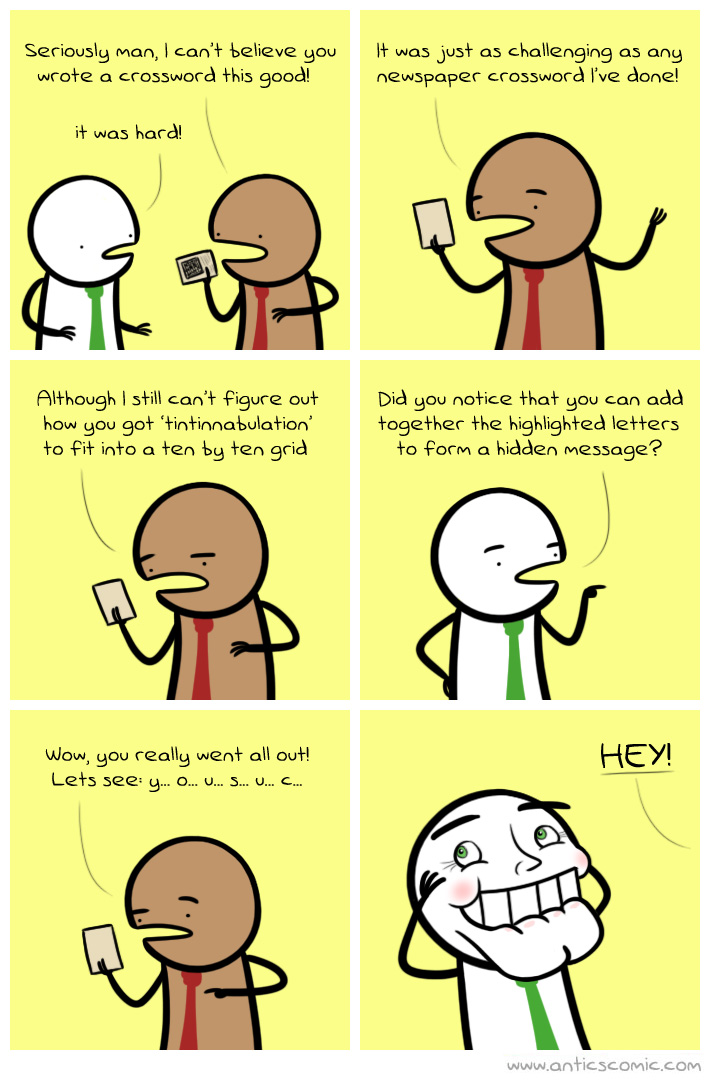 Seriously man, I can't believe you
wrote a crossword this good!
it was hard!
It was just as challenging as any
newspaper crossword I've done!
Although I still can't figure out
how you got 'tintinnabulation'
to fit into a ten by ten grid
Did you notice that you can add
together the highlighted letters
to form a hidden message?
Wow, you really went all out!
Lets see: y... o... u... s... u... c...
HEY!
www.anticscomic.com